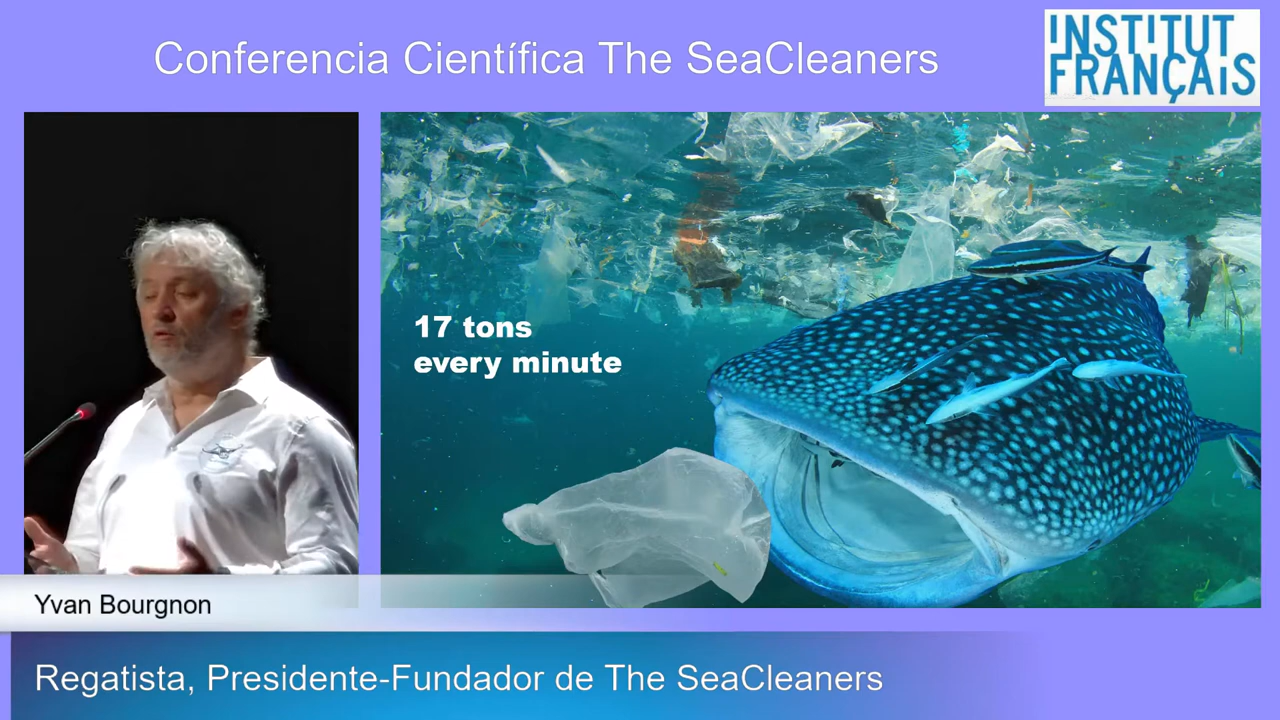 Conferencia Científica The SeaCleaners
INSTITUT
FRANÇAIS
17 tons
every minute
Yvan Bourgnon
Regatista, Presidente-Fundador de The SeaCleaners